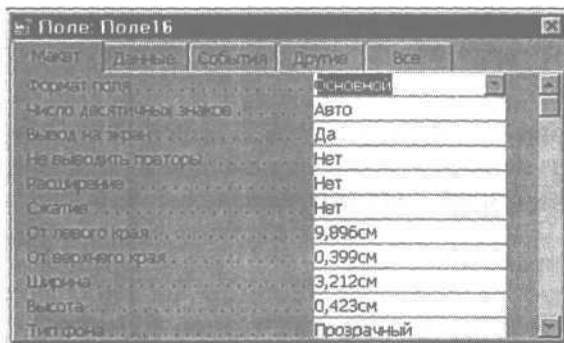 Поле: Поле16
Макет Данные События Другие Все
Формат поля Основной
Число десятичных знаков Авто
Вывод на экран Да
Не выводить повторы Нет
Расширение Нет
Сжатие Нет
От левого края 9,896см
От верхнего края 0,399см
Ширина 3,212см
Высота 0,423см
Тип фона Прозрачный